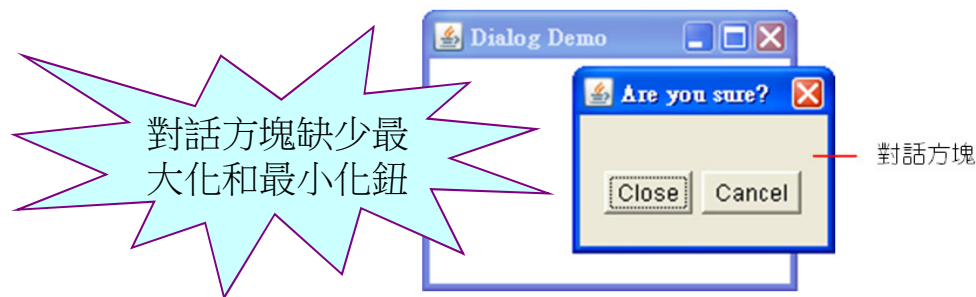 對話方塊缺少最
大化和最小化鈕
Dialog Demo
Are you sure?
Close
Cancel
對話方塊